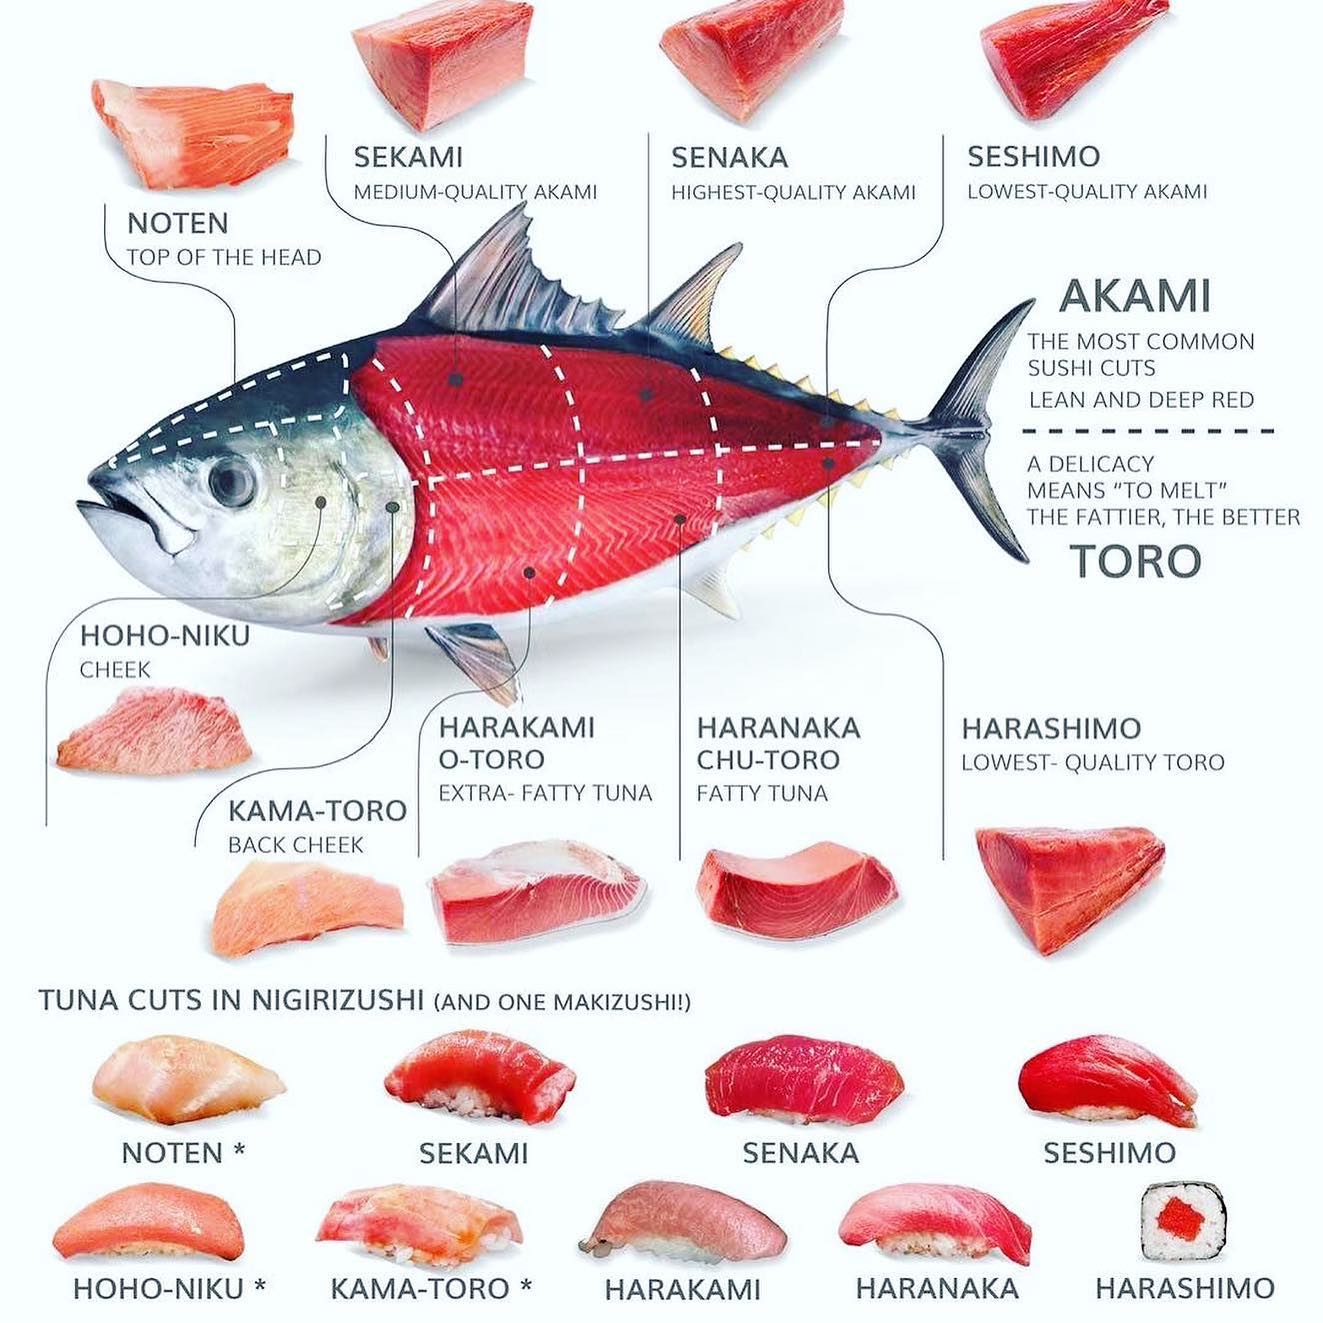 SEKAMI
MEDIUM-QUALITY AKAMI
SENAKA
HIGHEST-QUALITY AKAMI
SESHIMO
LOWEST-QUALITY AKAMI
NOTEN
TOP OF THE HEAD
AKAMI
THE MOST COMMON
SUSHI CUTS
LEAN AND DEEP RED
A DELICACY
MEANS “TO MELT”
THE FATTIER, THE BETTER
TORO
HOHO-NIKU
CHEEK
KAMA-TORO
BACK CHEEK
HARAKAMI
O-TORO
EXTRA- FATTY TUNA
HARANAKA
CHU-TORO
FATTY TUNA
HARASHIMO
LOWEST- QUALITY TORO
TUNA CUTS IN NIGIRIZUSHI (AND ONE MAKIZUSHI!)
NOTEN *
SEKAMI
SENAKA
SESHIMO
HOHO-NIKU *
KAMA-TORO *
HARAKAMI
HARANAKA
HARASHIMO